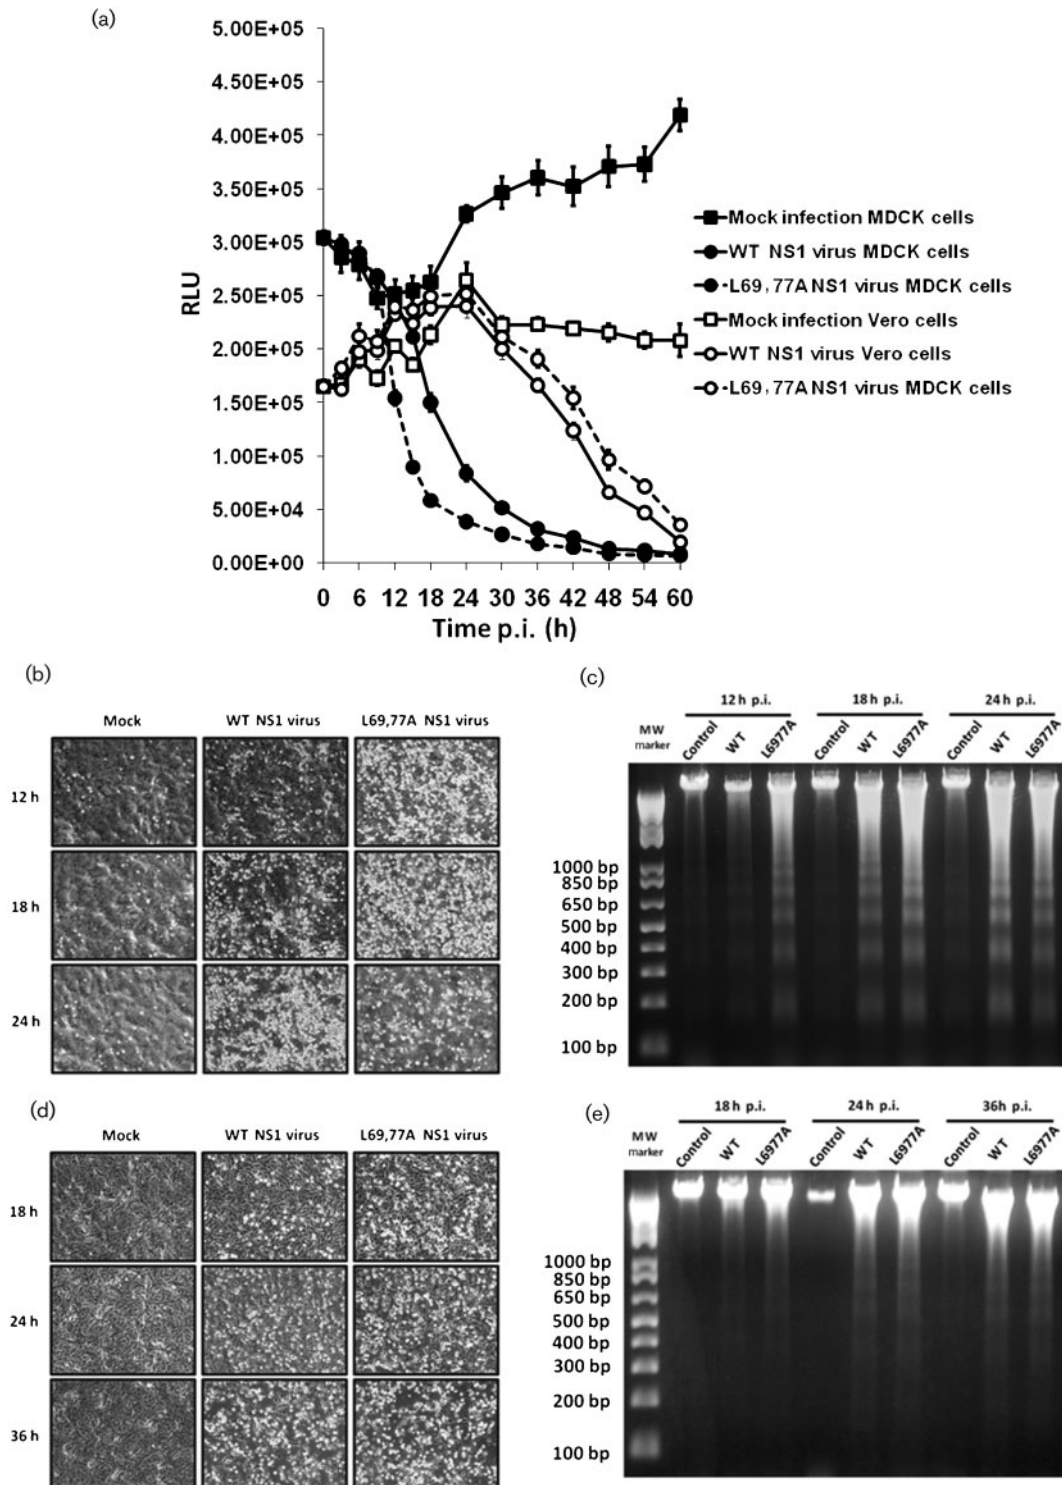 (a)
5.00E+05
4.50E+05
4.00E+05
3.50E+05
3.00E+05
2.50E+05
2.00E+05
1.50E+05
1.00E+05
5.00E+04
0.00E+00
RLU
0 6 12 18 24 30 36 42 48 54 60
Time p.i. (h)
Mock infection MDCK cells
WT NS1 virus MDCK cells
L69,77A NS1 virus MDCK cells
Mock infection Vero cells
WT NS1 virus Vero cells
L69,77A NS1 virus MDCK cells
(b)
Mock WT NS1 virus L69,77A NS1 virus
12 h
18 h
24 h
(c)
12h p.i. 18h p.i. 24h p.i.
MW marker Control WT L6977A Control WT L6977A Control WT L6977A
1000 bp
850 bp
650 bp
500 bp
400 bp
300 bp
200 bp
100 bp
(d)
Mock WT NS1 virus L69,77A NS1 virus
18 h
24 h
36 h
(e)
18h p.i. 24h p.i. 36h p.i.
MW marker Control WT L6977A Control WT L6977A Control WT L6977A
1000 bp
850 bp
650 bp
500 bp
400 bp
300 bp
200 bp
100 bp